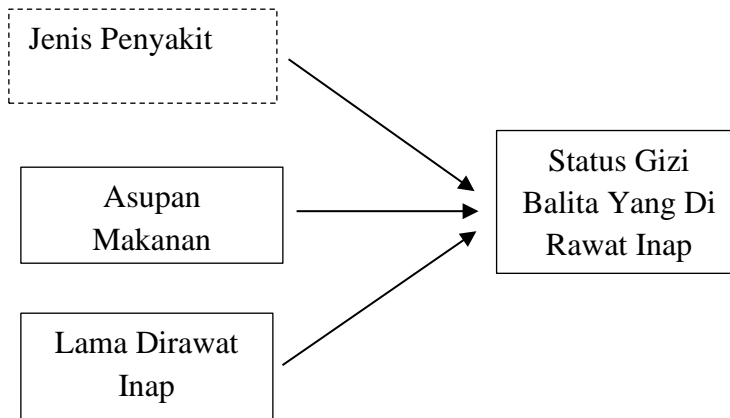 Jenis Penyakit
Asupan
Makanan
Lama Dirawat
Inap
Status Gizi
Balita Yang Di
Rawat Inap